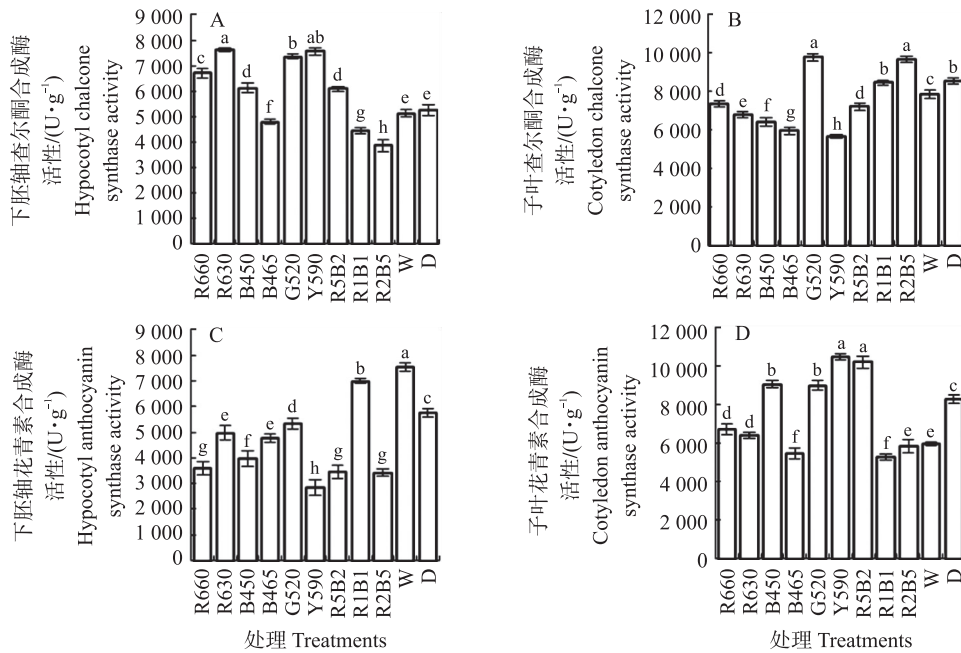 A
下胚轴查尔酮合成酶
活性/(U·g⁻¹)
Hypocotyl chalcone
synthase activity
9 000
8 000
7 000
6 000
5 000
4 000
3 000
2 000
1 000
0
c a d f b ab d g h e e
R660 R630 B450 B465 G520 Y590 R5B2 R1B1 R2B5 W D
B
子叶查尔酮合成酶
活性/(U·g⁻¹)
Cotyledon chalcone
synthase activity
12 000
10 000
8 000
6 000
4 000
2 000
0
d e f g a h d b a c b
R660 R630 B450 B465 G520 Y590 R5B2 R1B1 R2B5 W D
C
下胚轴花青素合成酶
活性/(U·g⁻¹)
Hypocotyl anthocyanin
synthase activity
9 000
8 000
7 000
6 000
5 000
4 000
3 000
2 000
1 000
0
g e f e d h g b g a c
R660 R630 B450 B465 G520 Y590 R5B2 R1B1 R2B5 W D
处理 Treatments
D
子叶花青素合成酶
活性/(U·g⁻¹)
Cotyledon anthocyanin
synthase activity
12 000
10 000
8 000
6 000
4 000
2 000
0
d d b f b a a f e e c
R660 R630 B450 B465 G520 Y590 R5B2 R1B1 R2B5 W D
处理 Treatments